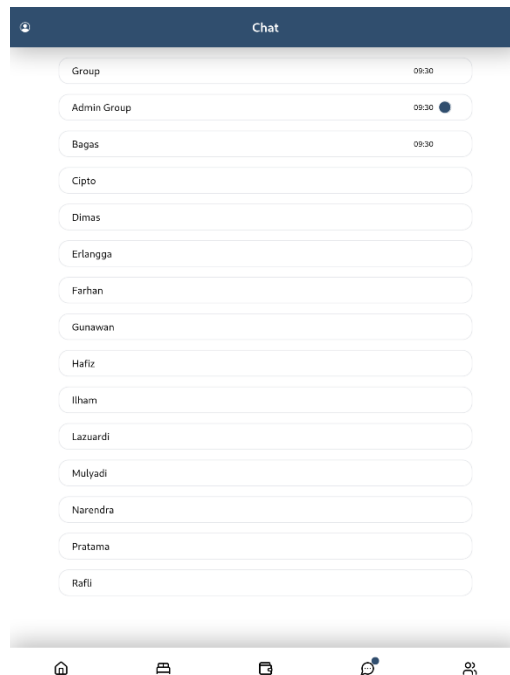 Chat
Group 09:30
Admin Group 09:30
Bagas 09:30
Cipto
Dimas
Erlangga
Farhan
Gunawan
Hafiz
Ilham
Lazuardi
Mulyadi
Narendra
Pratama
Rafli